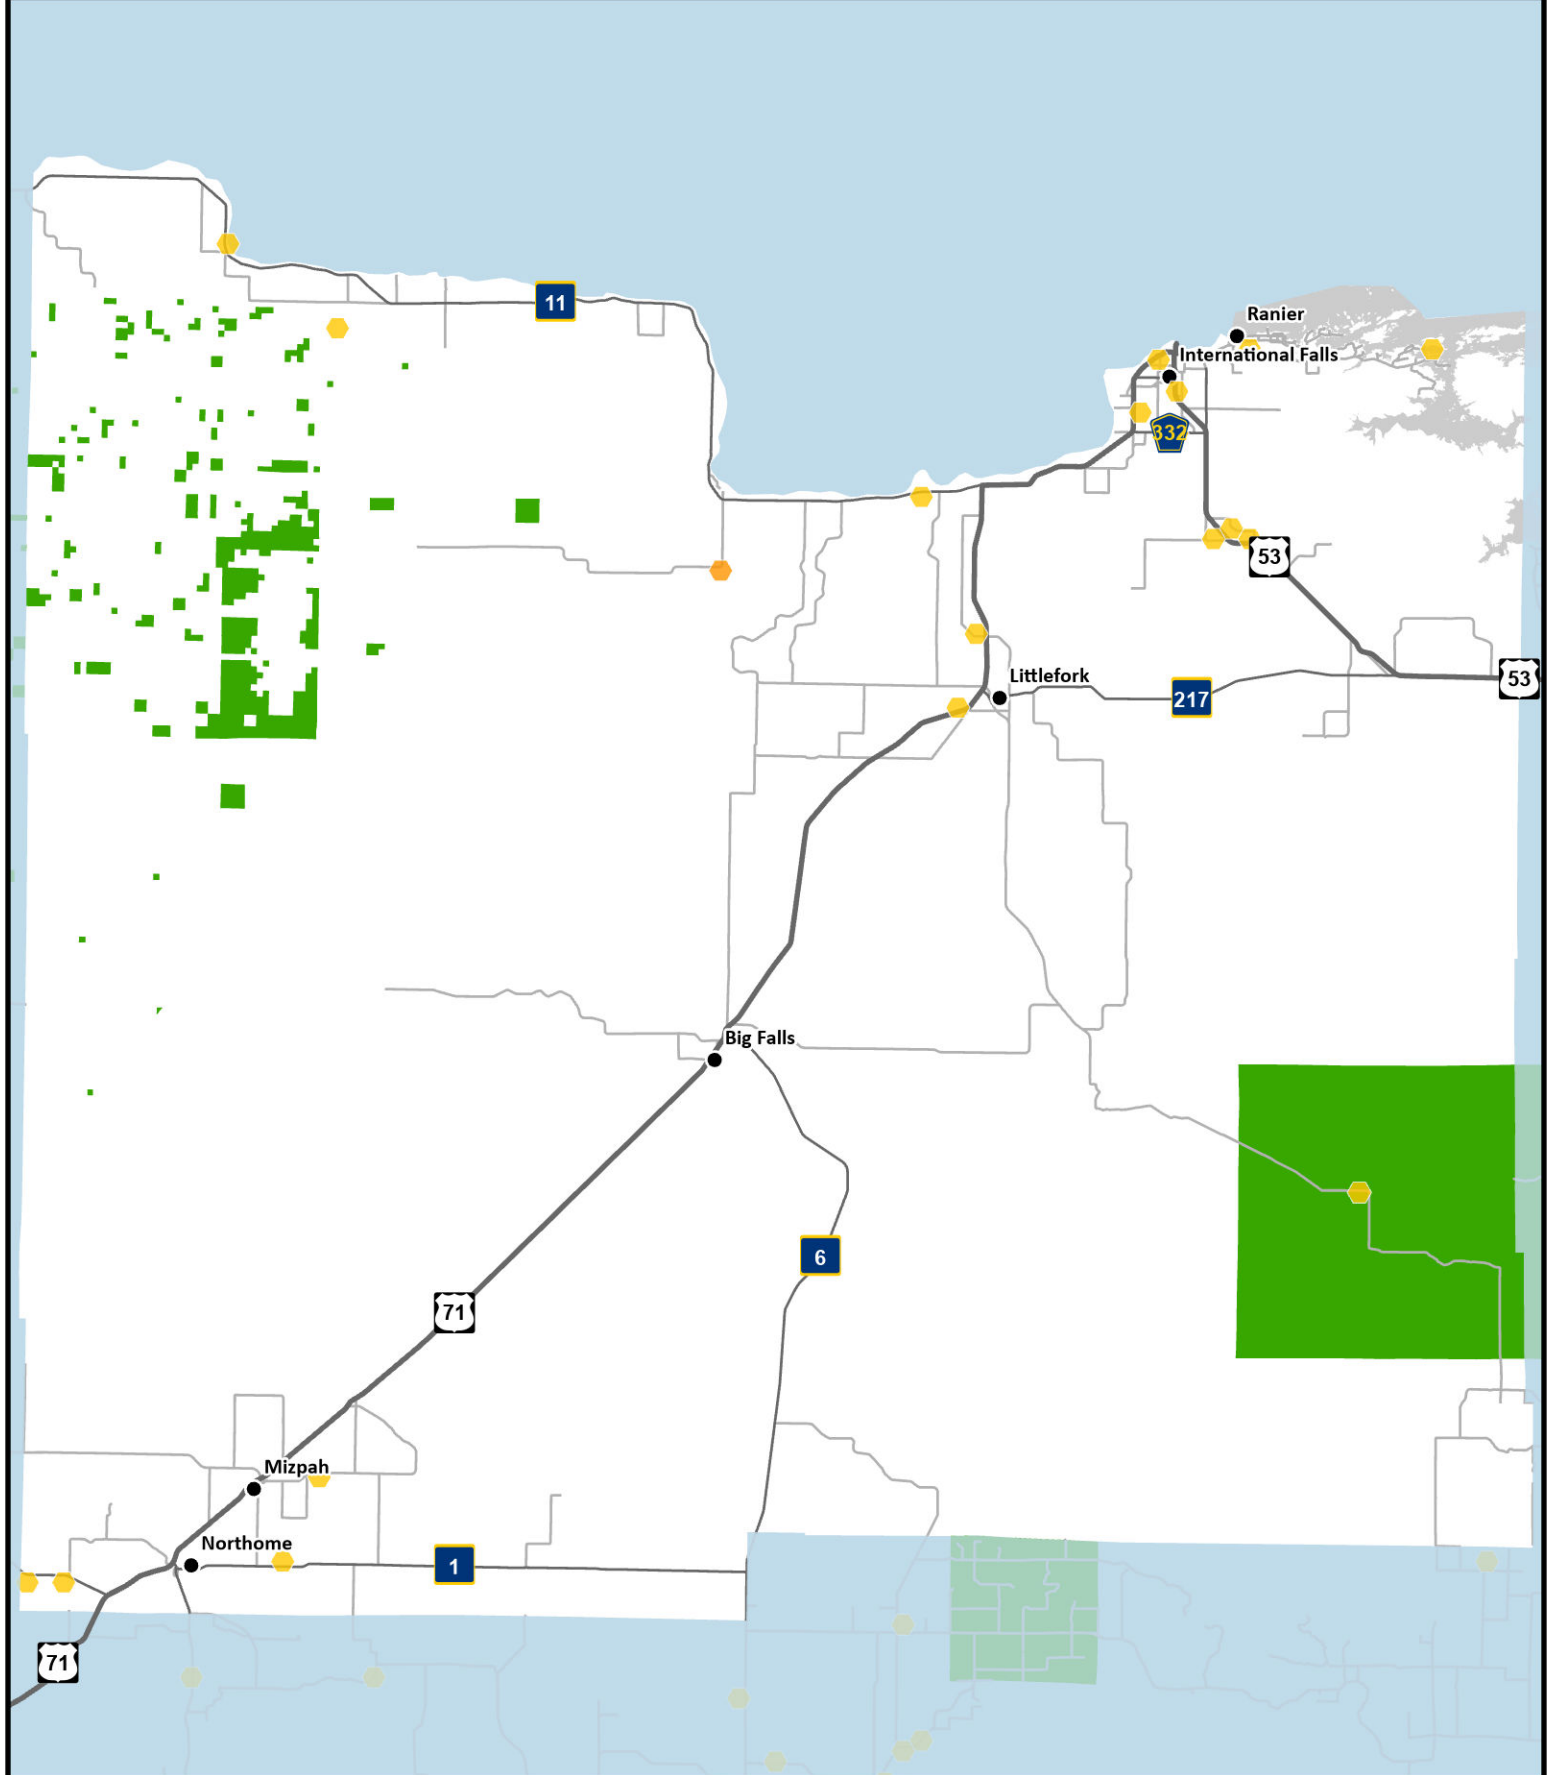 11
Ranier
International Falls
332
53
Littlefork
53
217
Big Falls
6
71
Mizpah
Northome
1
71